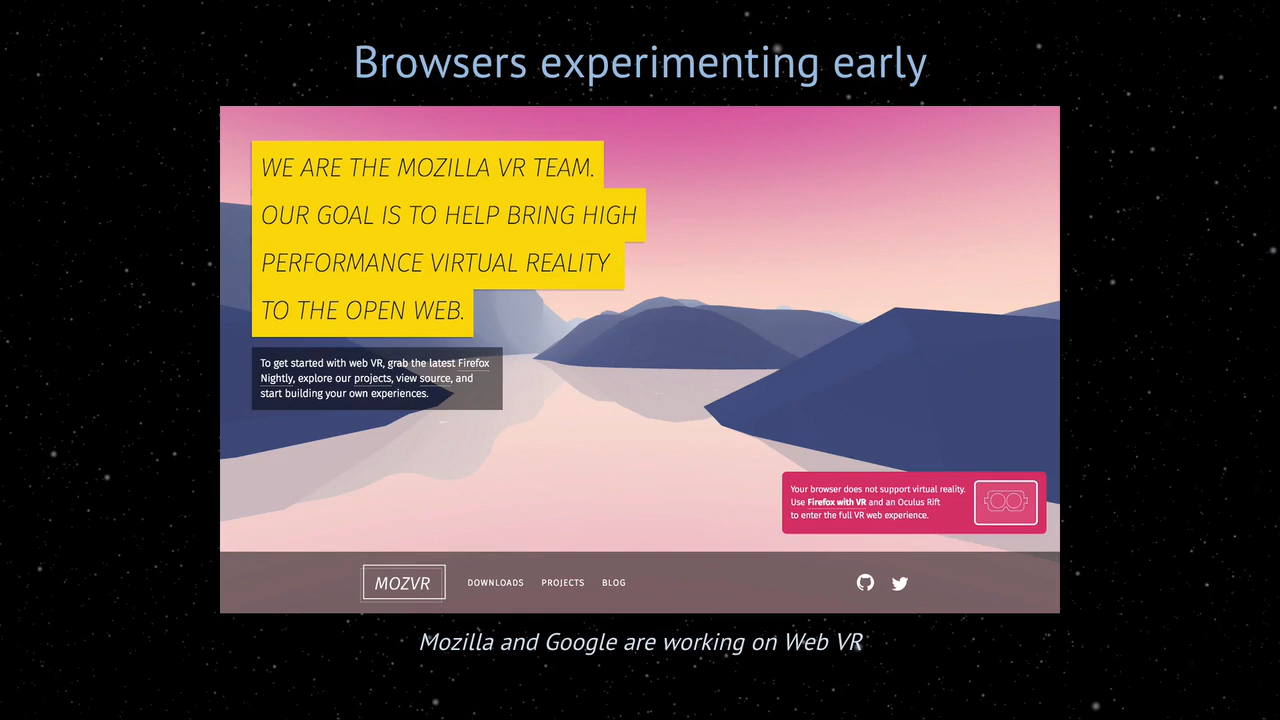 Browsers experimenting early
WE ARE THE MOZILLA VR TEAM.
OUR GOAL IS TO HELP BRING HIGH
PERFORMANCE VIRTUAL REALITY
TO THE OPEN WEB.
To get started with web VR, grab the latest Firefox
Nightly, explore our projects, view source, and
start building your own experiences.
Your browser does not support virtual reality.
Use Firefox with VR and an Oculus Rift
to enter the full VR web experience.
MOZVR DOWNLOADS PROJECTS BLOG
Mozilla and Google are working on Web VR